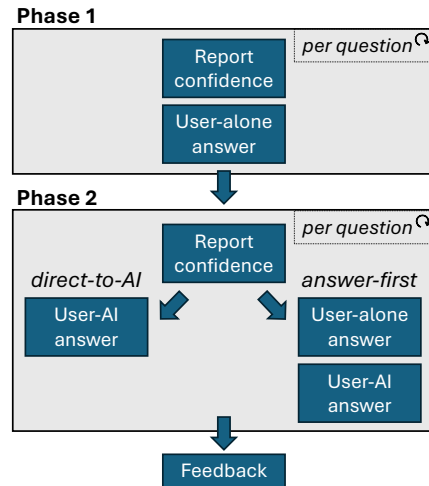 Phase 1
per question
Report
confidence
User-alone
answer
Phase 2
per question
Report
confidence
direct-to-AI
answer-first
User-AI
answer
User-alone
answer
User-AI
answer
Feedback